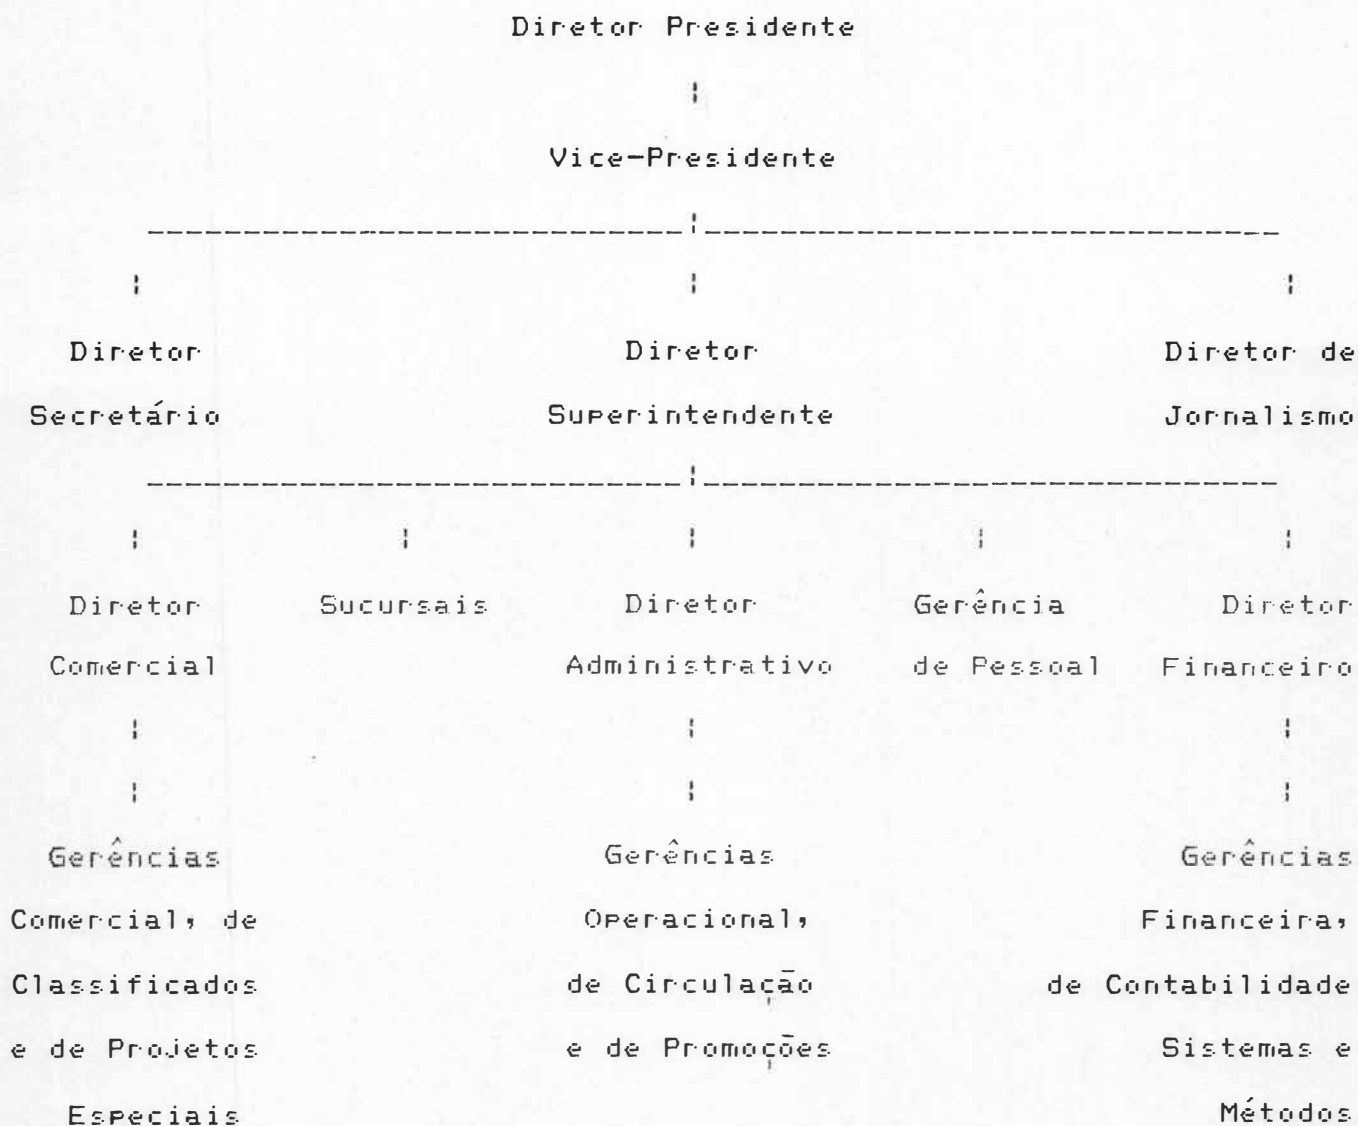 Diretor Presidente
Vice-Presidente
Diretor Diretor Diretor de
Secretário Superintendente Jornalismo
Diretor Sucursais Diretor Gerência Diretor
Comercial Administrativo de Pessoal Financeiro
Gerências Gerências Gerências
Comercial, de Operacional, Financeira,
Classificados de Circulação de Contabilidade
e de Projetos e de Promoções Sistemas e
Especiais Métodos